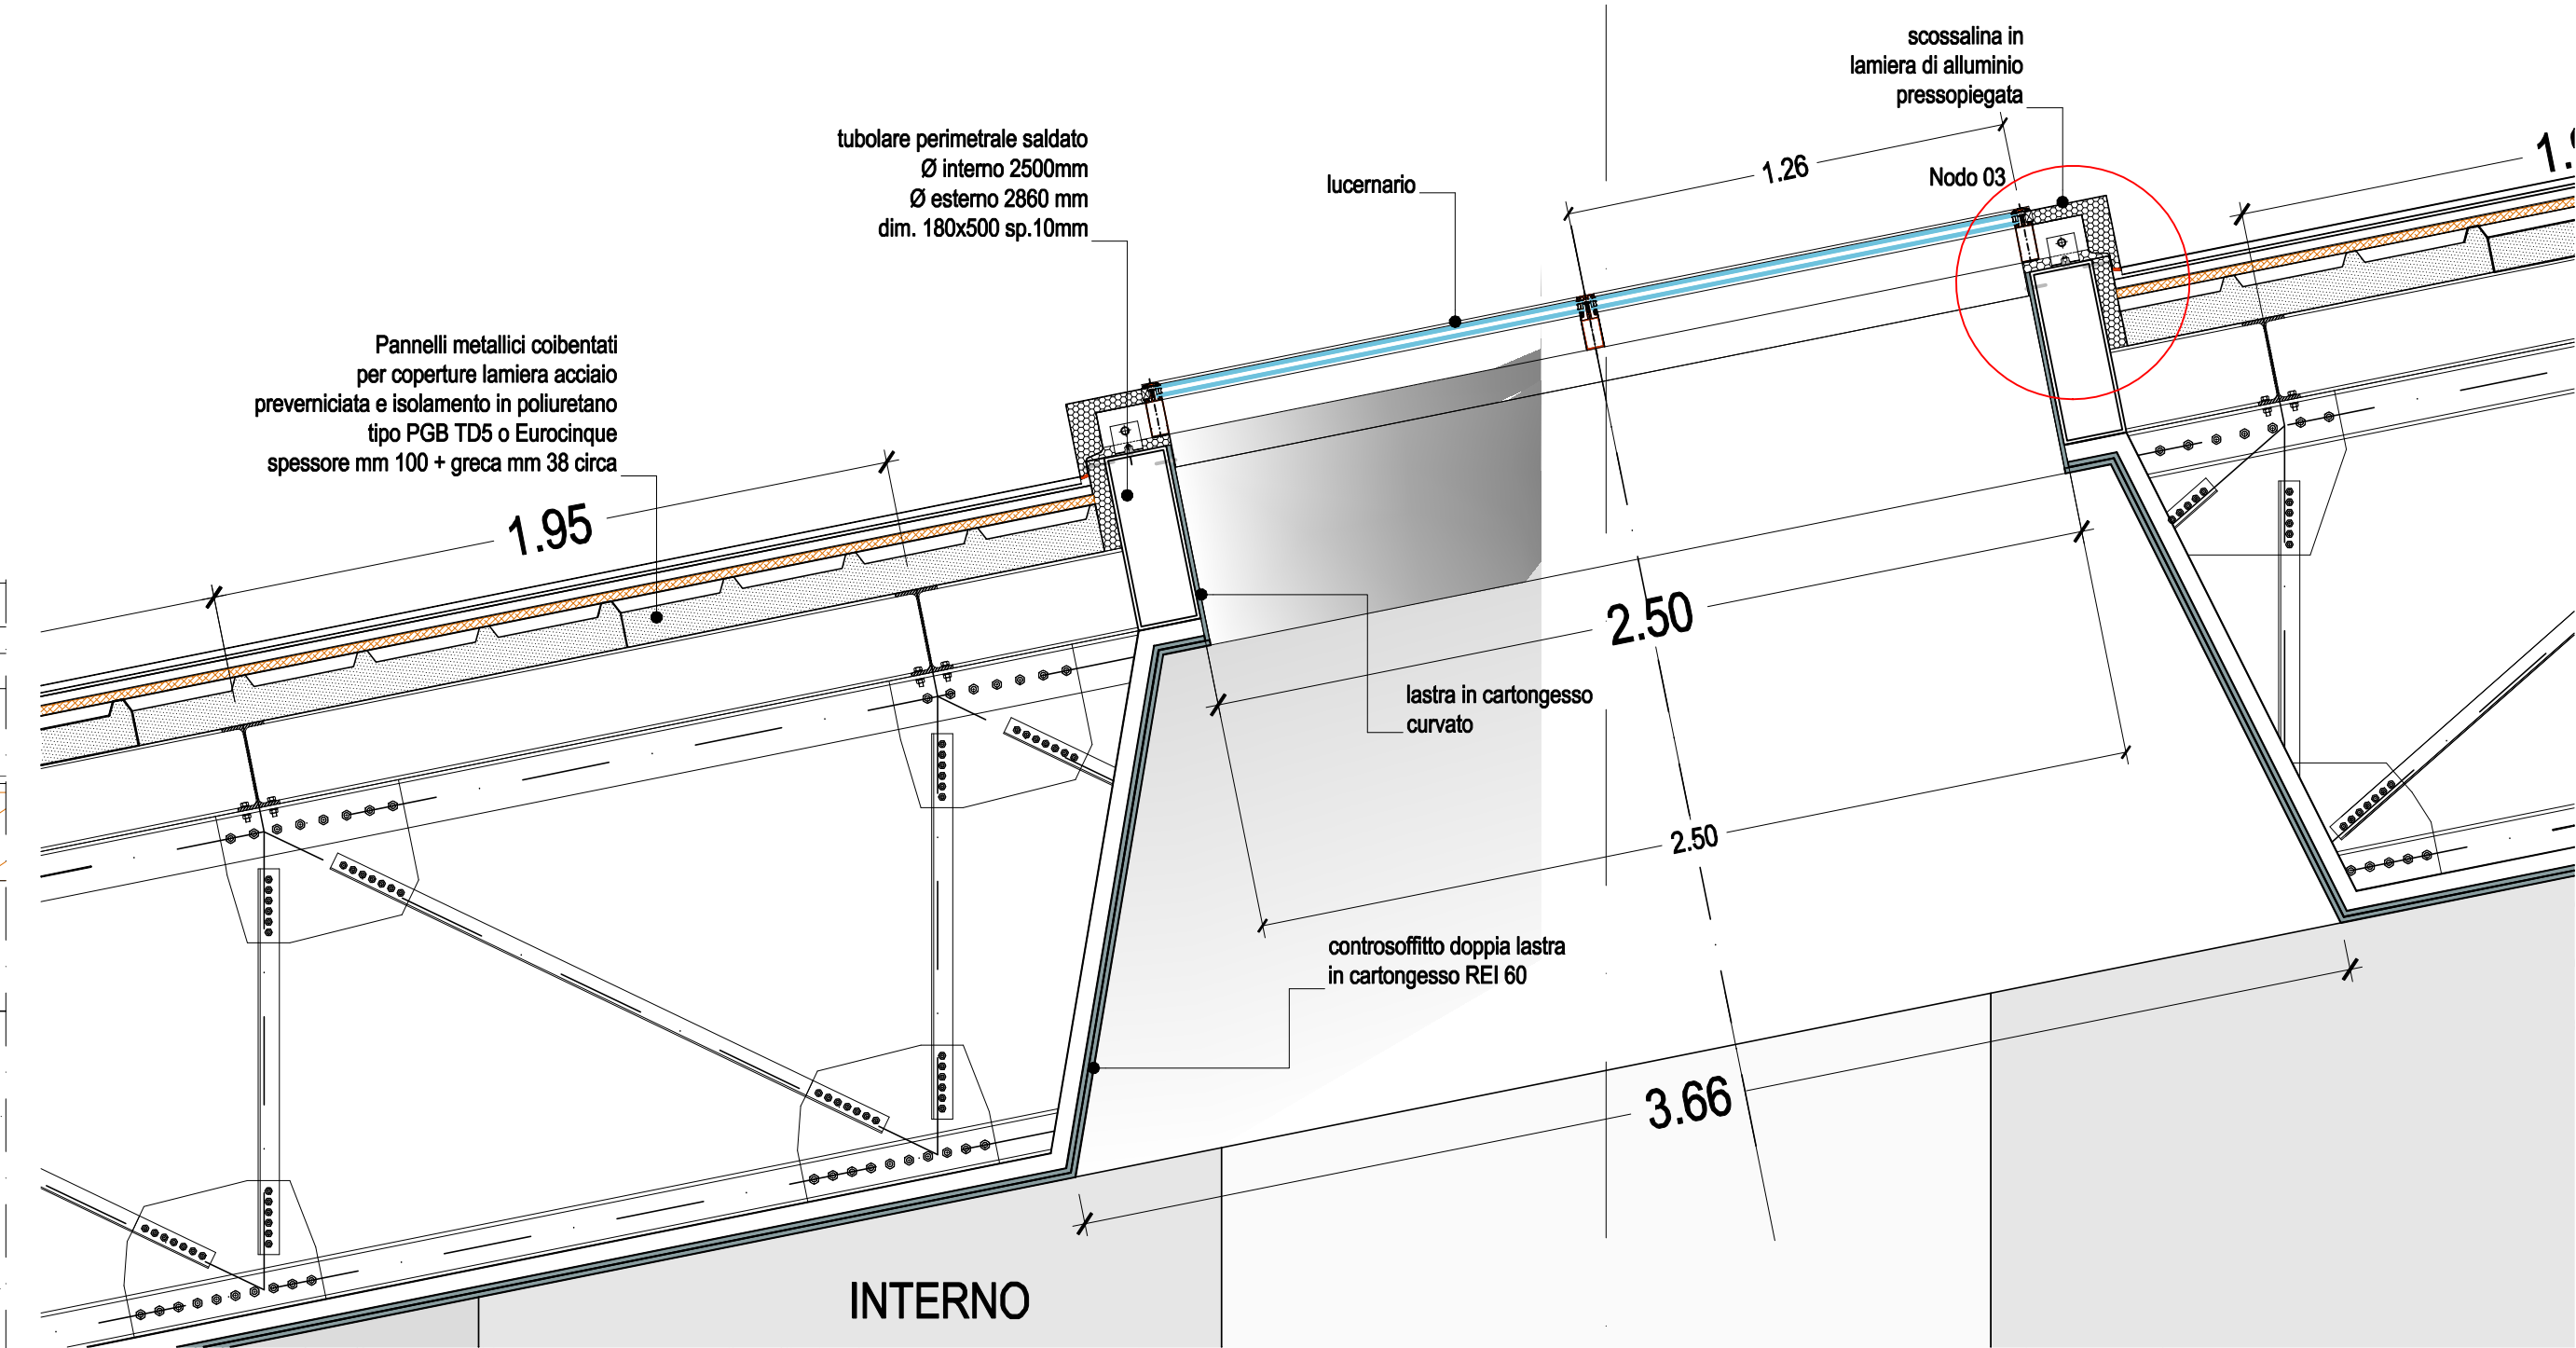 scossalina in
lamiera di alluminio
pressopiegata
tubolare perimetrale saldato
Ø interno 2500mm
Ø esterno 2860 mm
dim. 180x500 sp.10mm
lucernario
1.26
Nodo 03
Pannelli metallici coibentati
per coperture lamiera acciaio
preverniciata e isolamento in poliuretano
tipo PGB TD5 o Eurocinque
spessore mm 100 + greca mm 38 circa
1.95
2.50
lastra in cartongesso
curvato
2.50
controsoffitto doppia lastra
in cartongesso REI 60
3.66
INTERNO